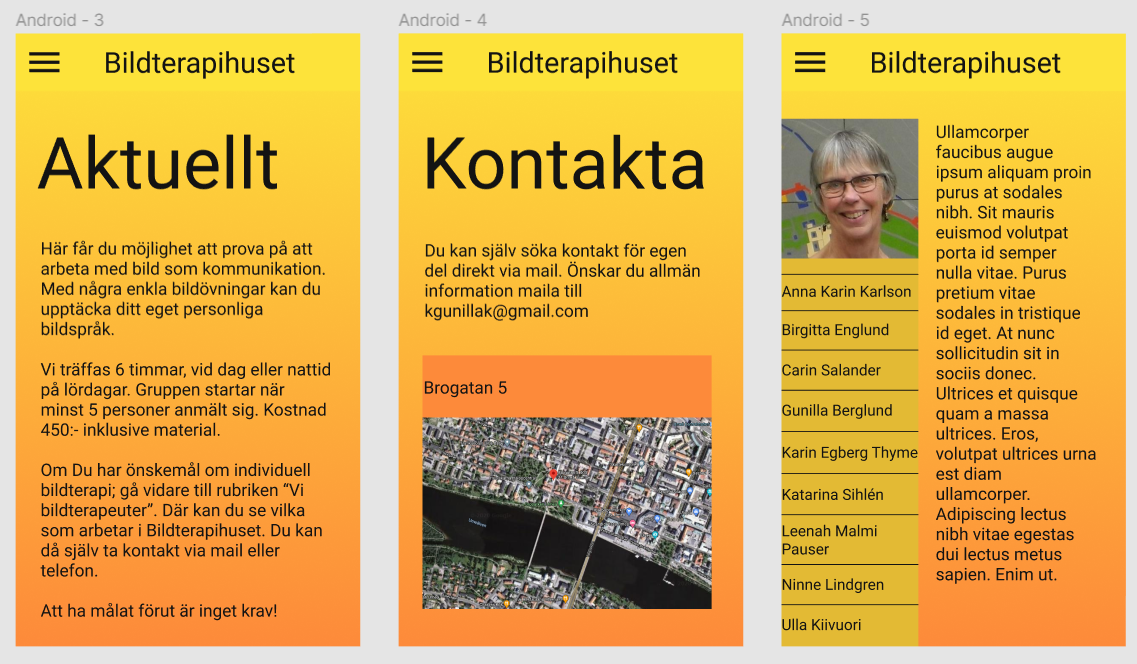 Android - 3
Bildterapihuset
Aktuellt
Här får du möjlighet att prova på att
arbeta med bild som kommunikation.
Med några enkla bildövningar kan du
upptäcka ditt eget personliga
bildspråk.
Vi träffas 6 timmar, vid dag eller nattid
på lördagar. Gruppen startar när
minst 5 personer anmält sig. Kostnad
450:- inklusive material.
Om Du har önskemål om individuell
bildterapi; gå vidare till rubriken “Vi
bildterapeuter”. Där kan du se vilka
som arbetar i Bildterapihuset. Du kan
då själv ta kontakt via mail eller
telefon.
Att ha målat förut är inget krav!
Android - 4
Bildterapihuset
Kontakta
Du kan själv söka kontakt för egen
del direkt via mail. Önskar du allmän
information maila till
kgunillak@gmail.com
Brogatan 5
Android - 5
Bildterapihuset
Anna Karin Karlson
Birgitta Englund
Carin Salander
Gunilla Berglund
Karin Egberg Thyme
Katarina Sihlén
Leenah Malmi
Pauser
Ninne Lindgren
Ulla Kiivuori
Ullamcorper
faucibus augue
ipsum aliquam proin
purus at sodales
nibh. Sit mauris
euismod volutpat
porta id semper
nulla vitae. Purus
pretium vitae
sodales in tristique
id eget. At nunc
sollicitudin sit in
sociis donec.
Ultrices et quisque
quam a massa
ultrices. Eros,
volutpat ultrices urna
est diam
ullamcorper.
Adipiscing lectus
nibh vitae egestas
dui lectus metus
sapien. Enim ut.